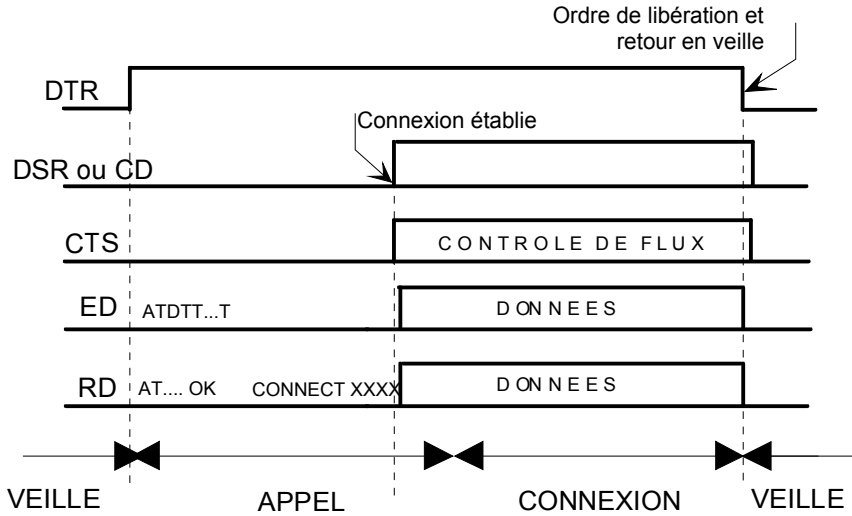 Ordre de libération et
retour en veille
DTR
Connexion établie
DSR ou CD
CTS
CONTROLE DE FLUX
ED
ATDTT...T
DONNEES
RD
AT.... OK
CONNECT XXXX
DONNEES
VEILLE
APPEL
CONNEXION
VEILLE